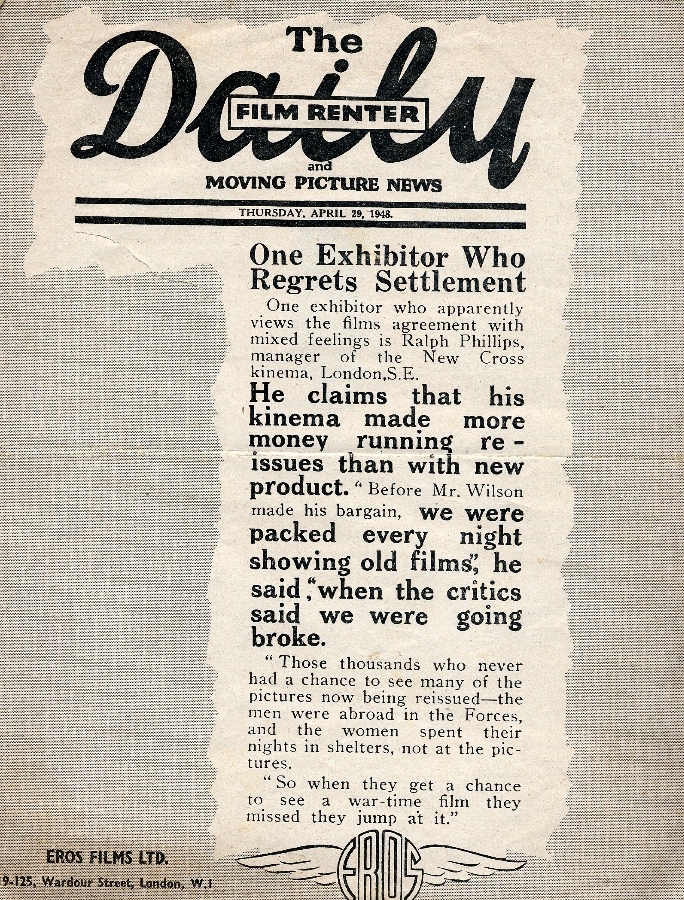 The
Daily
FILM RENTER
and
MOVING PICTURE NEWS
THURSDAY, APRIL 29, 1948.
One Exhibitor Who
Regrets Settlement
One exhibitor who apparently
views the films agreement with
mixed feelings is Ralph Phillips,
manager of the New Cross
kinema, London,S.E.
He claims that his
kinema made more
money running re-
issues than with new
product. "Before Mr. Wilson
made his bargain, we were
packed every night
showing old films", he
said,"when the critics
said we were going
broke.
"Those thousands who never
had a chance to see many of the
pictures now being reissued—the
men were abroad in the Forces,
and the women spent their
nights in shelters, not at the pic-
tures.
"So when they get a chance
to see a war-time film they
missed they jump at it."
EROS
EROS FILMS LTD.
9-125, Wardour Street, London, W.1